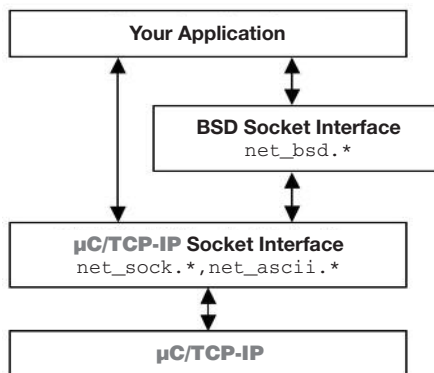 Your Application
BSD Socket Interface
net_bsd.*
µC/TCP-IP Socket Interface
net_sock.*,net_ascii.*
µC/TCP-IP